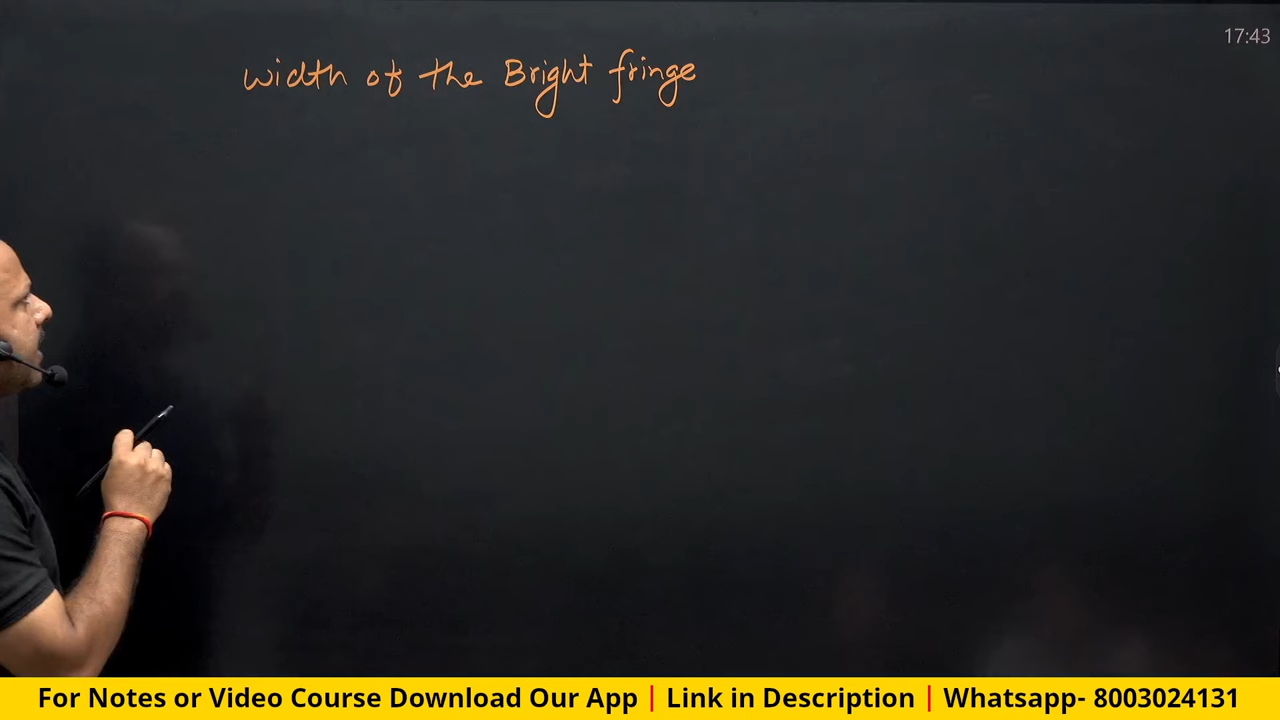 17:43
width of the Bright fringe
For Notes or Video Course Download Our App | Link in Description | Whatsapp- 8003024131